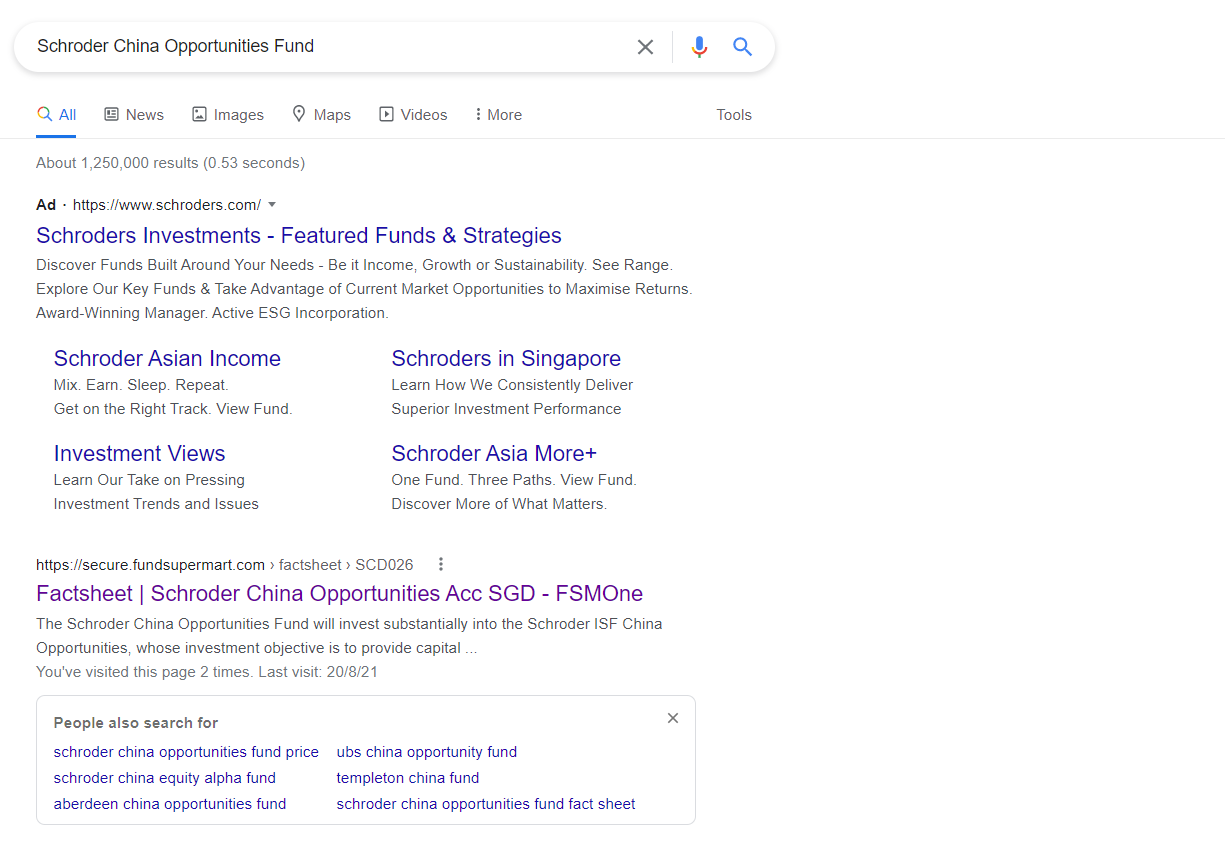 Schroder China Opportunities Fund
All News Images Maps Videos More Tools
About 1,250,000 results (0.53 seconds)
Ad · https://www.schroders.com/
Schroders Investments - Featured Funds & Strategies
Discover Funds Built Around Your Needs - Be it Income, Growth or Sustainability. See Range.
Explore Our Key Funds & Take Advantage of Current Market Opportunities to Maximise Returns.
Award-Winning Manager. Active ESG Incorporation.
Schroder Asian Income
Mix. Earn. Sleep. Repeat.
Get on the Right Track. View Fund.
Schroders in Singapore
Learn How We Consistently Deliver
Superior Investment Performance
Investment Views
Learn Our Take on Pressing
Investment Trends and Issues
Schroder Asia More+
One Fund. Three Paths. View Fund.
Discover More of What Matters.
https://secure.fundsupermart.com › factsheet › SCD026
Factsheet | Schroder China Opportunities Acc SGD - FSMOne
The Schroder China Opportunities Fund will invest substantially into the Schroder ISF China
Opportunities, whose investment objective is to provide capital ...
You've visited this page 2 times. Last visit: 20/8/21
People also search for
schroder china opportunities fund price
schroder china equity alpha fund
aberdeen china opportunities fund
ubs china opportunity fund
templeton china fund
schroder china opportunities fund fact sheet